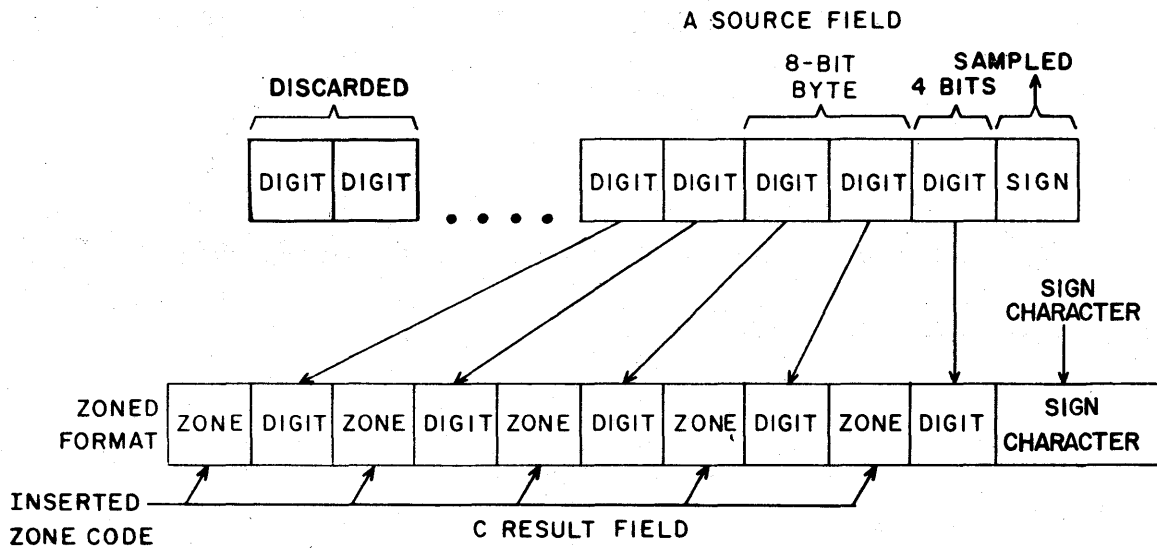 A SOURCE FIELD
DISCARDED
8-BIT
BYTE
4 BITS
SAMPLED
DIGIT DIGIT DIGIT DIGIT DIGIT DIGIT DIGIT SIGN
SIGN
CHARACTER
ZONED
FORMAT
ZONE DIGIT ZONE DIGIT ZONE DIGIT ZONE DIGIT ZONE DIGIT SIGN
CHARACTER
INSERTED
ZONE CODE
C RESULT FIELD